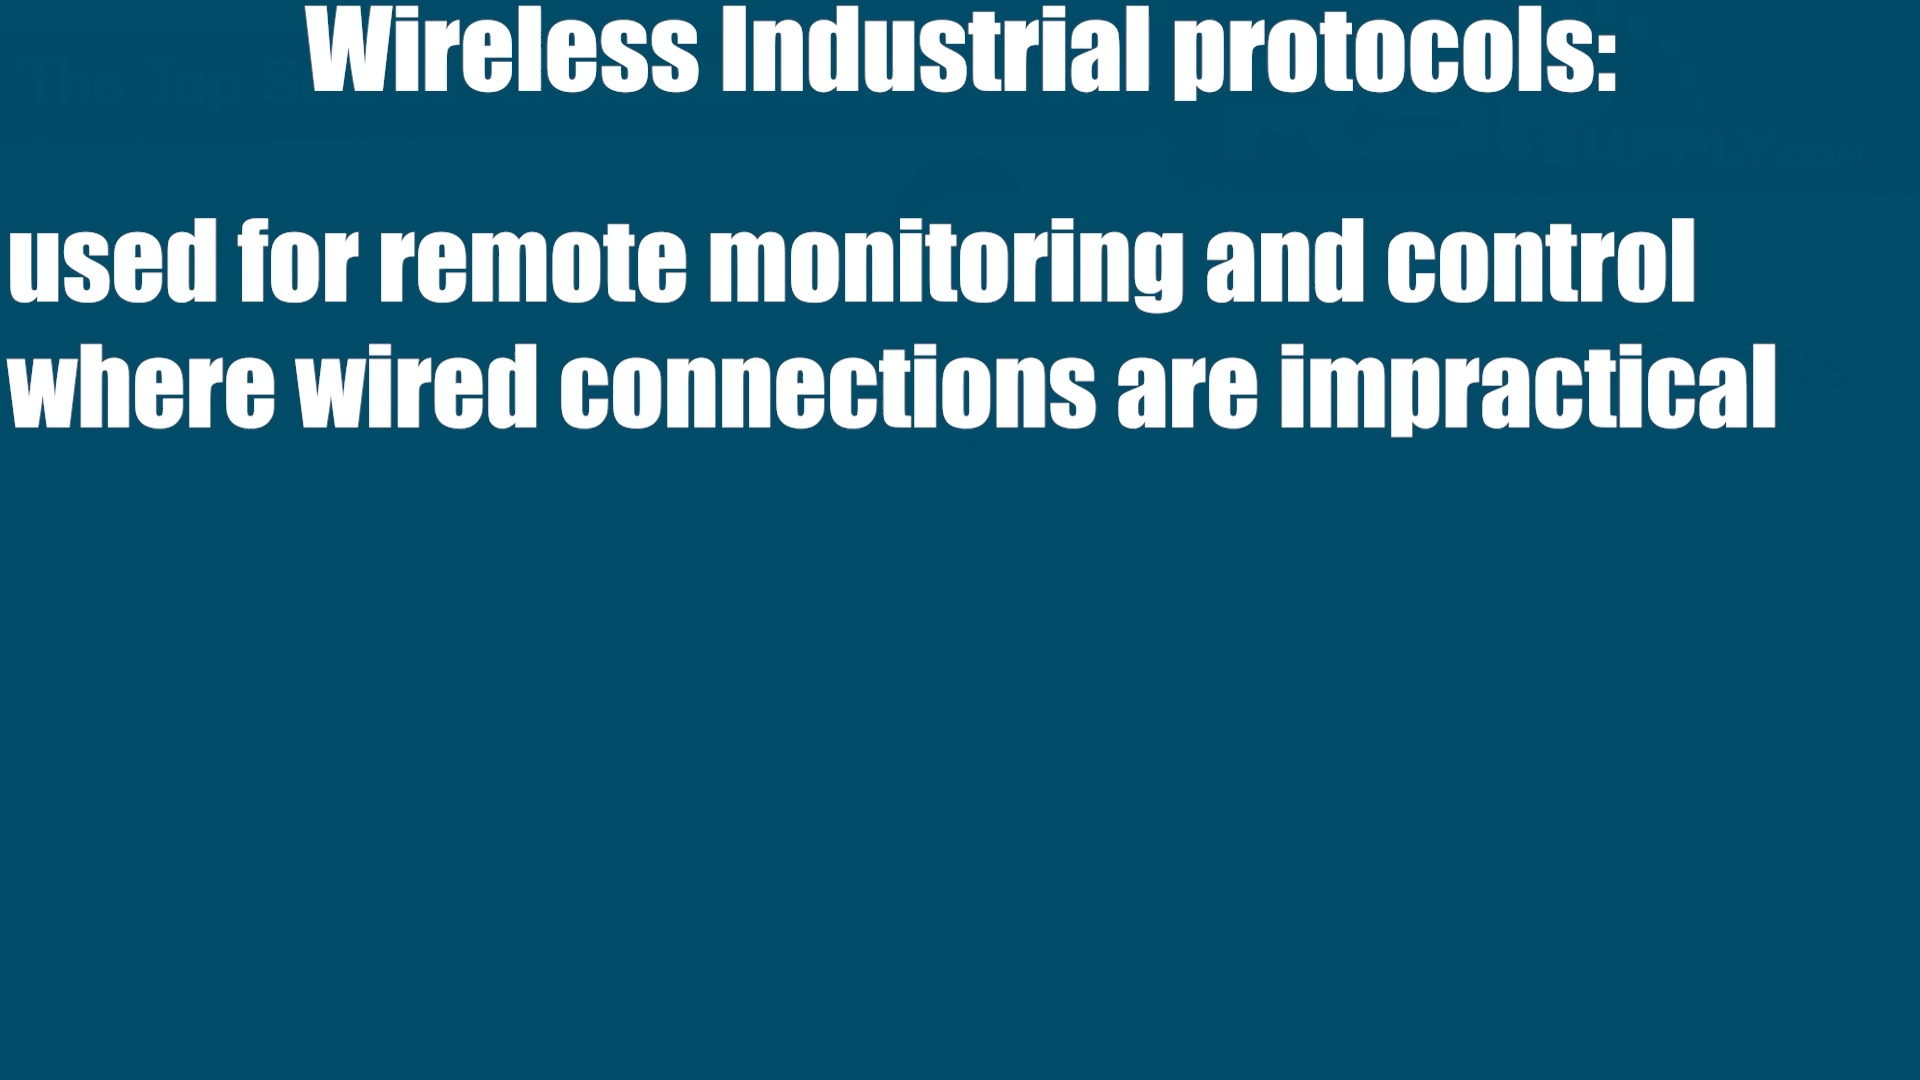 Wireless Industrial protocols:
used for remote monitoring and control
where wired connections are impractical